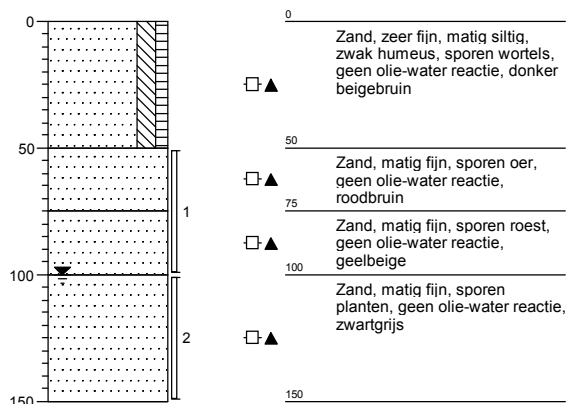 0
50
100
150
1
2
0
Zand, zeer fijn, matig siltig,
zwak humeus, sporen wortels,
geen olie-water reactie, donker
beigebruin
50
Zand, matig fijn, sporen oer,
geen olie-water reactie,
roodbruin
75
Zand, matig fijn, sporen roest,
geen olie-water reactie,
geelbeige
100
Zand, matig fijn, sporen
planten, geen olie-water reactie,
zwartgrijs
150